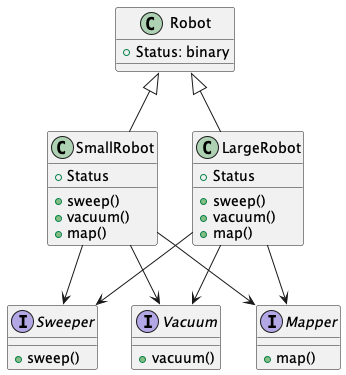 C Robot
Status: binary
C SmallRobot
Status
sweep()
vacuum()
map()
C LargeRobot
Status
sweep()
vacuum()
map()
I Sweeper
sweep()
I Vacuum
vacuum()
I Mapper
map()